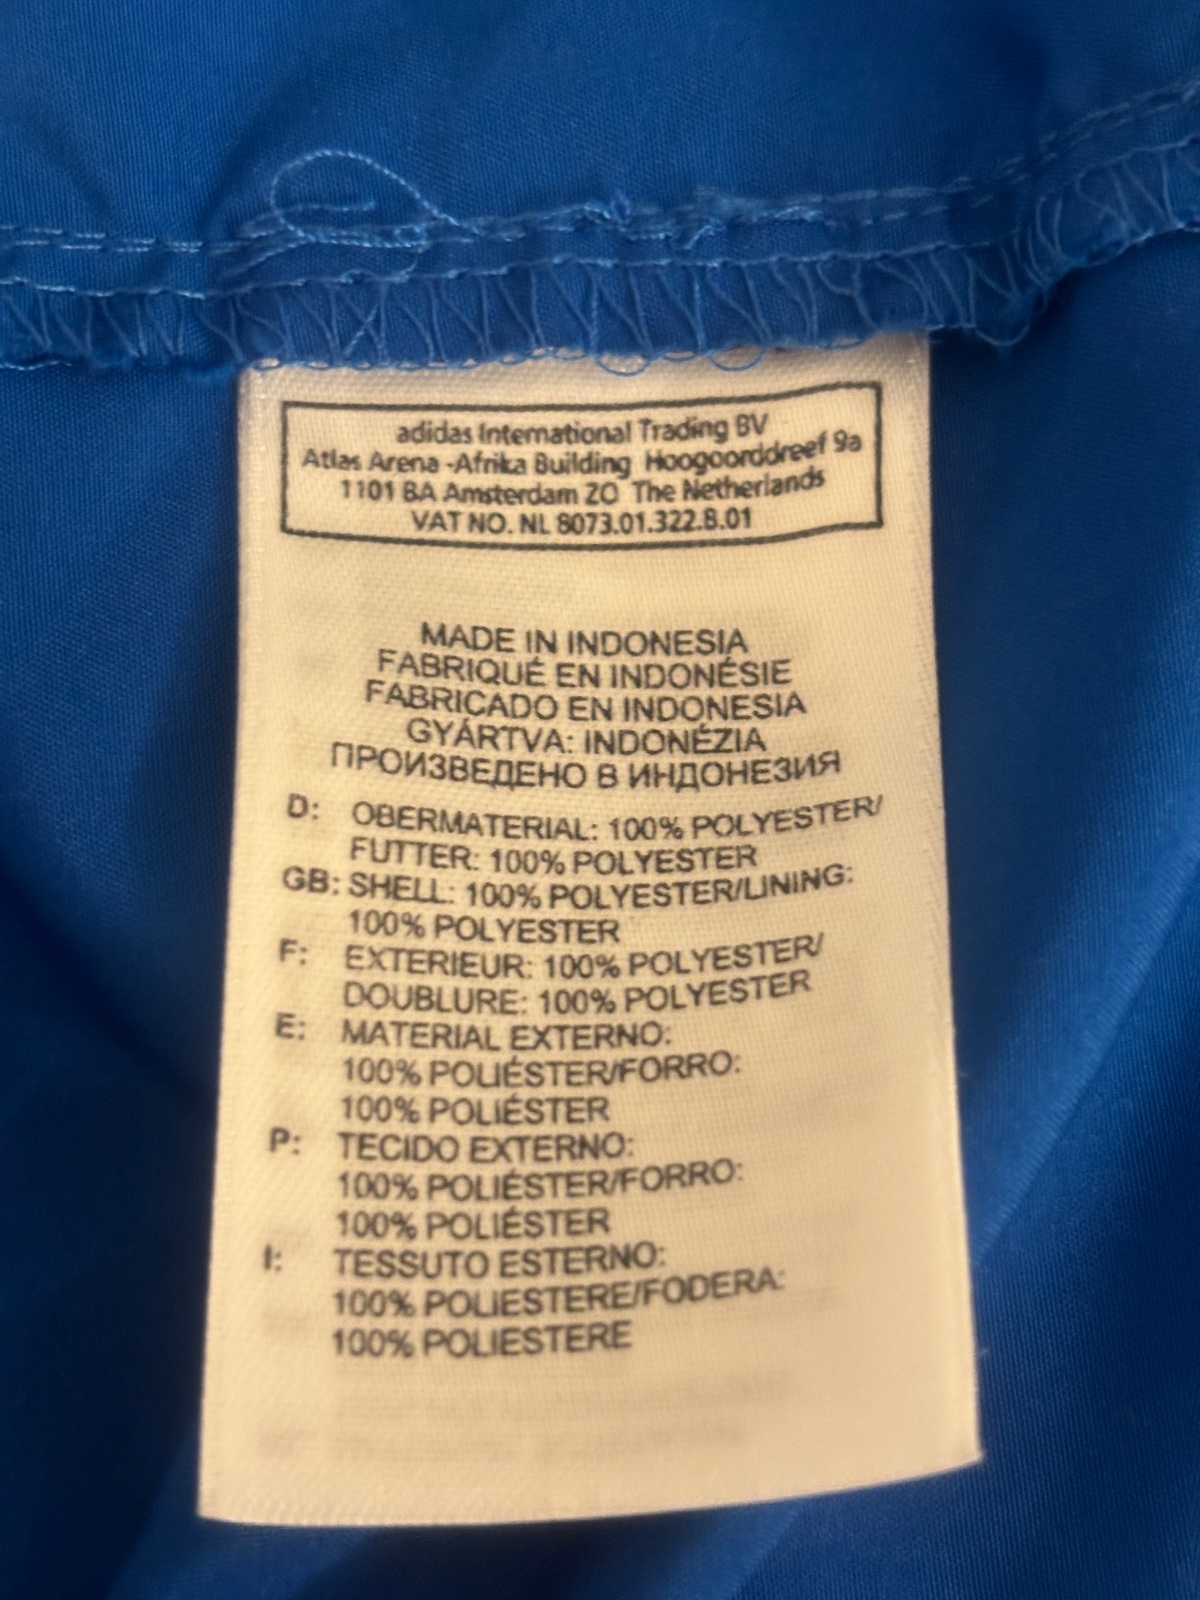 adidas International Trading BV
Atlas Arena -Afrika Building Hoogoorddreef 9a
1101 BA Amsterdam ZO The Netherlands
VAT NO. NL 8073.01.322.B.01
MADE IN INDONESIA
FABRIQUÉ EN INDONÉSIE
FABRICADO EN INDONESIA
GYÁRTVA: INDONÉZIA
ПРОИЗВЕДЕНО В ИНДОНЕЗИЯ
D: OBERMATERIAL: 100% POLYESTER/
FUTTER: 100% POLYESTER
GB: SHELL: 100% POLYESTER/LINING:
100% POLYESTER
F: EXTERIEUR: 100% POLYESTER/
DOUBLURE: 100% POLYESTER
E: MATERIAL EXTERNO:
100% POLIÉSTER/FORRO:
100% POLIÉSTER
P: TECIDO EXTERNO:
100% POLIÉSTER/FORRO:
100% POLIÉSTER
I: TESSUTO ESTERNO:
100% POLIESTERE/FODERA:
100% POLIESTERE